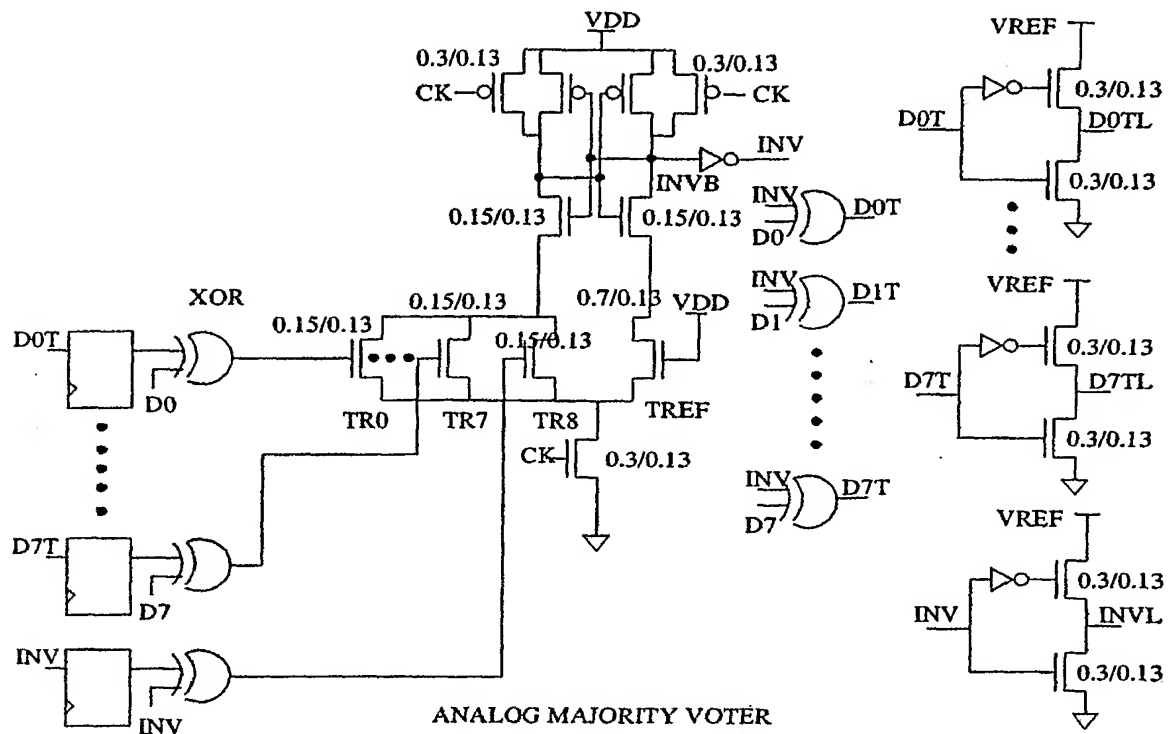 VDD
0.3/0.13
0.3/0.13
CK
CK
INV
INVB
0.15/0.13
0.15/0.13
XOR
0.15/0.13
0.15/0.13
0.15/0.13
0.7/0.13
VDD
D0T
D0
TR0
TR7
TR8
TREF
CK
0.3/0.13
D7T
D7
INV
INV
ANALOG MAJORITY VOTER
INV
D0
D0T
INV
D1
D1T
INV
D7
D7T
VREF
0.3/0.13
D0T
D0TL
0.3/0.13
VREF
0.3/0.13
D7T
D7TL
0.3/0.13
VREF
0.3/0.13
INV
INVL
0.3/0.13